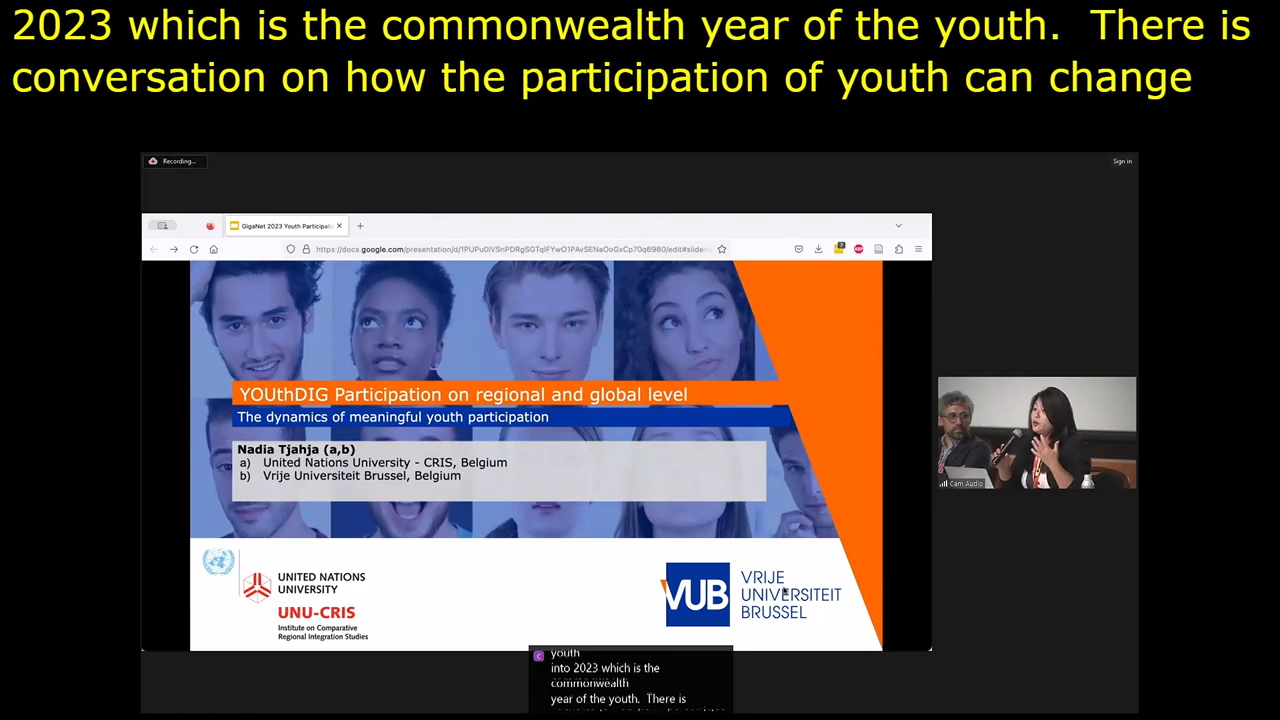 2023 which is the commonwealth year of the youth. There is
conversation on how the participation of youth can change
Recording...
Sign in
GigaNet 2023 Youth Participat
YOUthDIG Participation on regional and global level
The dynamics of meaningful youth participation
Nadia Tjahja (a,b)
a) United Nations University - CRIS, Belgium
b) Vrije Universiteit Brussel, Belgium
Cam Audio
UNITED NATIONS
UNIVERSITY
UNU-CRIS
Institute on Comparative
Regional Integration Studies
VUB
VRIJE
UNIVERSITEIT
BRUSSEL
youth
into 2023 which is the
commonwealth
year of the youth. There is